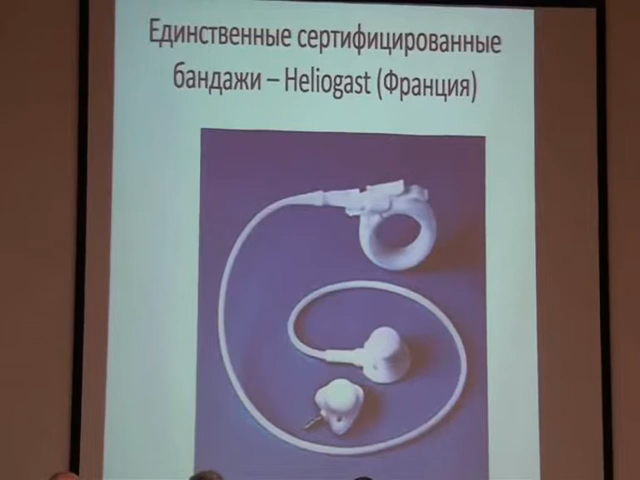 Единственные сертифицированные
бандажи – Heliogast (Франция)